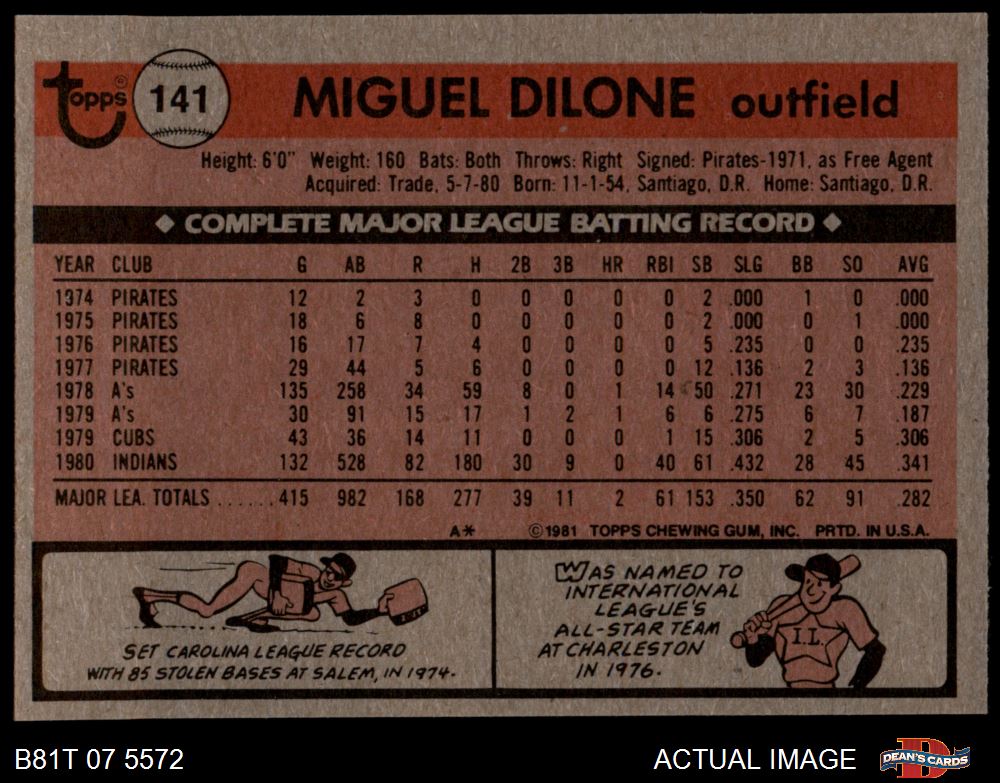 Topps® 141 MIGUEL DILONE outfield
Height: 6'0" Weight: 160 Bats: Both Throws: Right Signed: Pirates-1971, as Free Agent
Acquired: Trade, 5-7-80 Born: 11-1-54, Santiago, D.R. Home: Santiago, D.R.
◆ COMPLETE MAJOR LEAGUE BATTING RECORD ◆
YEAR CLUB G AB R H 2B 3B HR RBI SB SLG BB SO AVG
1974 PIRATES 12 2 3 0 0 0 0 0 2 .000 1 0 .000
1975 PIRATES 18 6 8 0 0 0 0 0 2 .000 0 1 .000
1976 PIRATES 16 17 7 4 0 0 0 0 5 .235 0 0 .235
1977 PIRATES 29 44 5 6 0 0 0 0 12 .136 2 3 .136
1978 A's 135 258 34 59 8 0 1 14 50 .271 23 30 .229
1979 A's 30 91 15 17 1 2 1 6 6 .275 6 7 .187
1979 CUBS 43 36 14 11 0 0 0 1 15 .306 2 5 .306
1980 INDIANS 132 528 82 180 30 9 0 40 61 .432 28 45 .341
MAJOR LEA. TOTALS ......415 982 168 277 39 11 2 61 153 .350 62 91 .282
A* ©1981 TOPPS CHEWING GUM, INC. PRTD. IN U.S.A.
SET CAROLINA LEAGUE RECORD
WITH 85 STOLEN BASES AT SALEM, IN 1974.
WAS NAMED TO
INTERNATIONAL
LEAGUE'S
ALL-STAR TEAM
AT CHARLESTON
IN 1976.
I.L.
B81T 07 5572 ACTUAL IMAGE DEAN'S CARDS